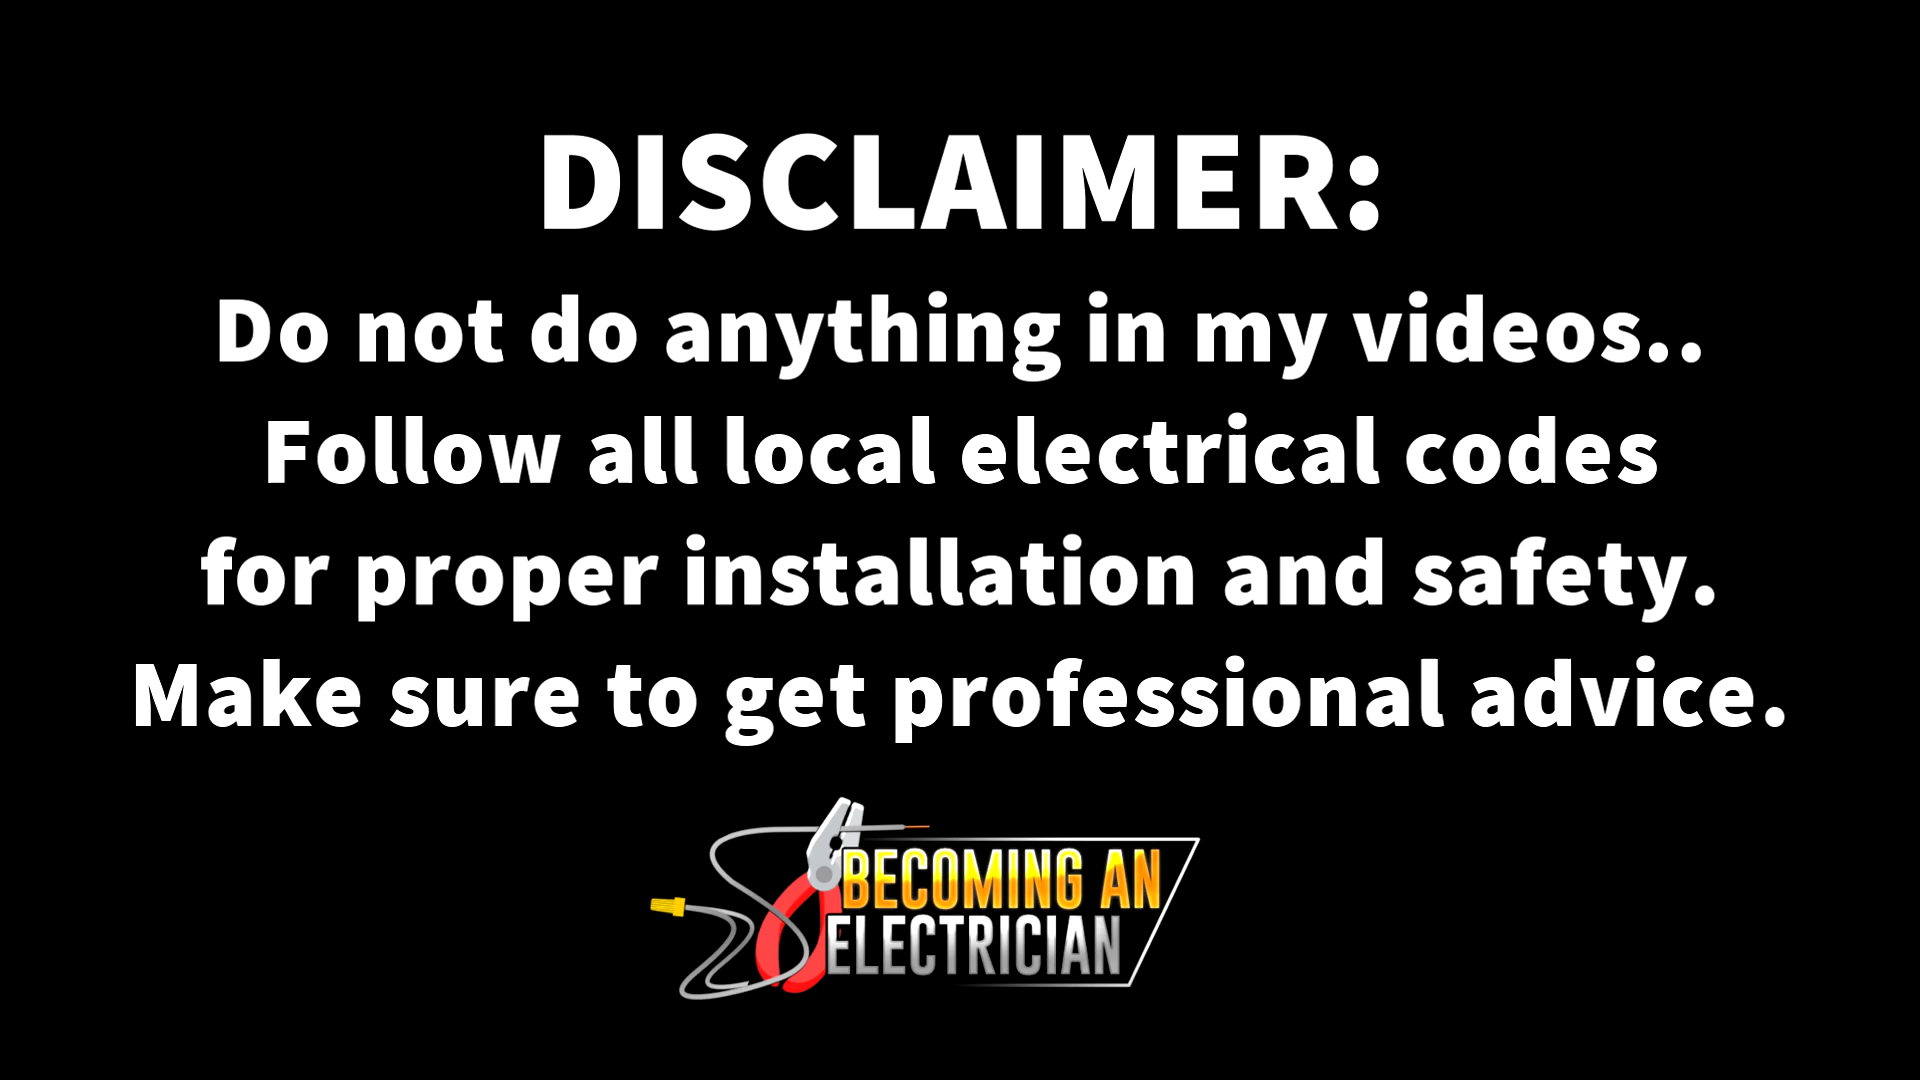 DISCLAIMER:
Do not do anything in my videos..
Follow all local electrical codes
for proper installation and safety.
Make sure to get professional advice.
BECOMING AN
ELECTRICIAN